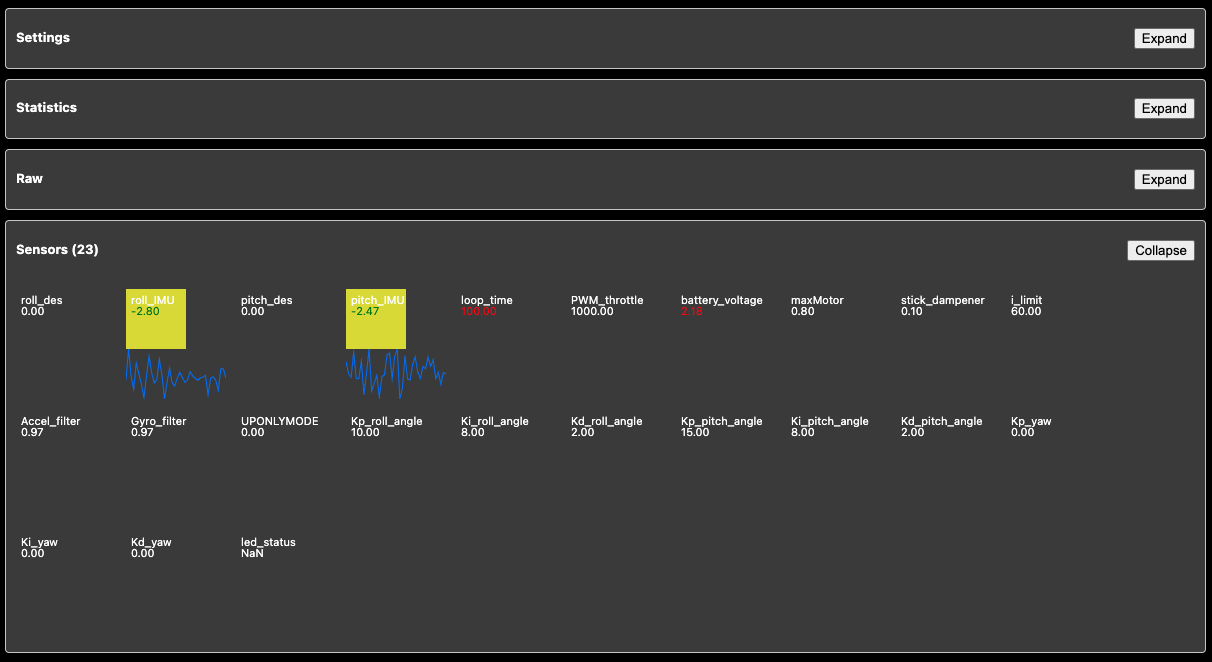 Settings
Expand
Statistics
Expand
Raw
Expand
Sensors (23)
Collapse
roll_des roll_IMU pitch_des pitch_IMU loop_time PWM_throttle battery_voltage maxMotor stick_dampener i_limit
0.00 -2.80 0.00 -2.47 100.00 1000.00 2.18 0.80 0.10 60.00
Accel_filter Gyro_filter UPONLYMODE Kp_roll_angle Ki_roll_angle Kd_roll_angle Kp_pitch_angle Ki_pitch_angle Kd_pitch_angle Kp_yaw
0.97 0.97 0.00 10.00 8.00 2.00 15.00 8.00 2.00 0.00
Ki_yaw Kd_yaw led_status
0.00 0.00 NaN